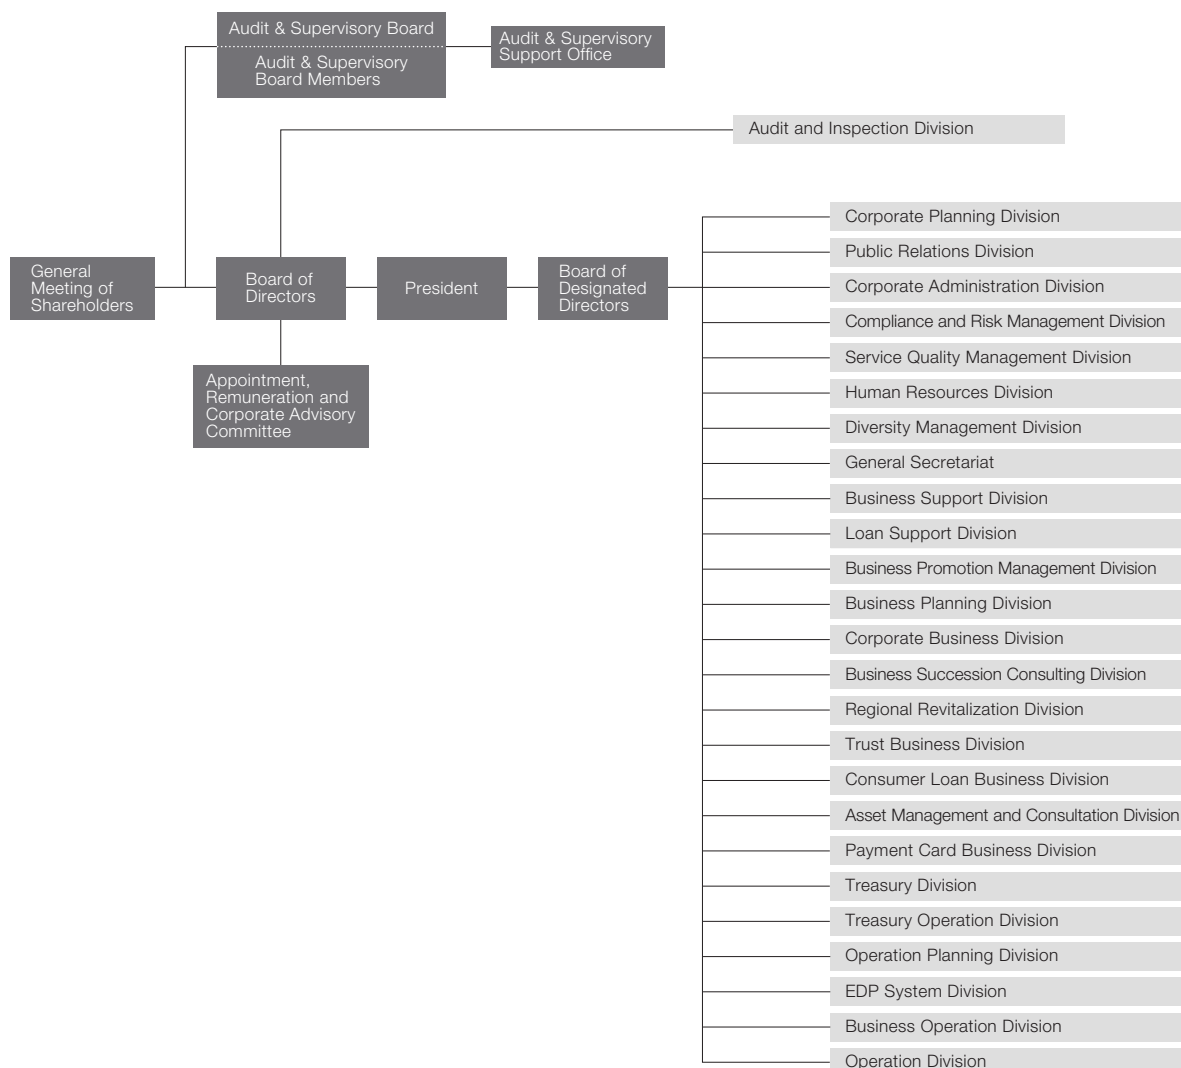 Audit & Supervisory Board
Audit & Supervisory
Board Members
Audit & Supervisory
Support Office
Audit and Inspection Division
General
Meeting of
Shareholders
Board of
Directors
President
Board of
Designated
Directors
Appointment,
Remuneration and
Corporate Advisory
Committee
Corporate Planning Division
Public Relations Division
Corporate Administration Division
Compliance and Risk Management Division
Service Quality Management Division
Human Resources Division
Diversity Management Division
General Secretariat
Business Support Division
Loan Support Division
Business Promotion Management Division
Business Planning Division
Corporate Business Division
Business Succession Consulting Division
Regional Revitalization Division
Trust Business Division
Consumer Loan Business Division
Asset Management and Consultation Division
Payment Card Business Division
Treasury Division
Treasury Operation Division
Operation Planning Division
EDP System Division
Business Operation Division
Operation Division